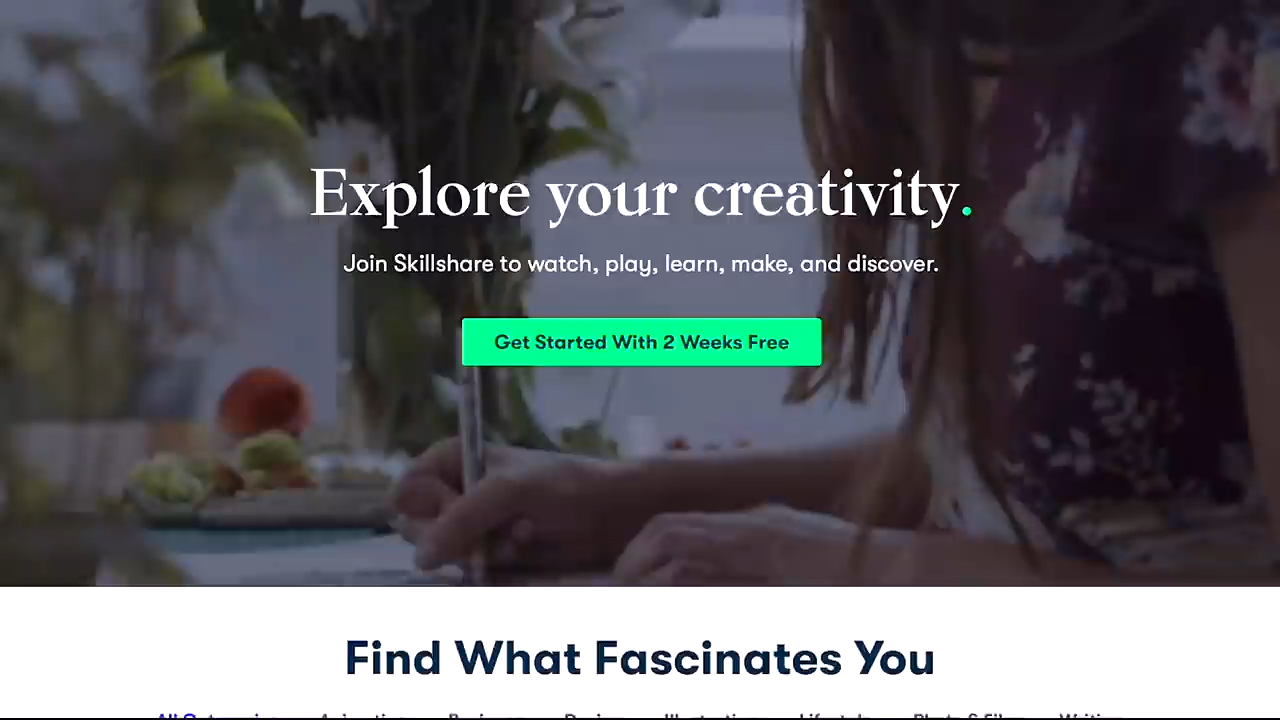 Explore your creativity.
Join Skillshare to watch, play, learn, make, and discover.
Get Started With 2 Weeks Free
Find What Fascinates You